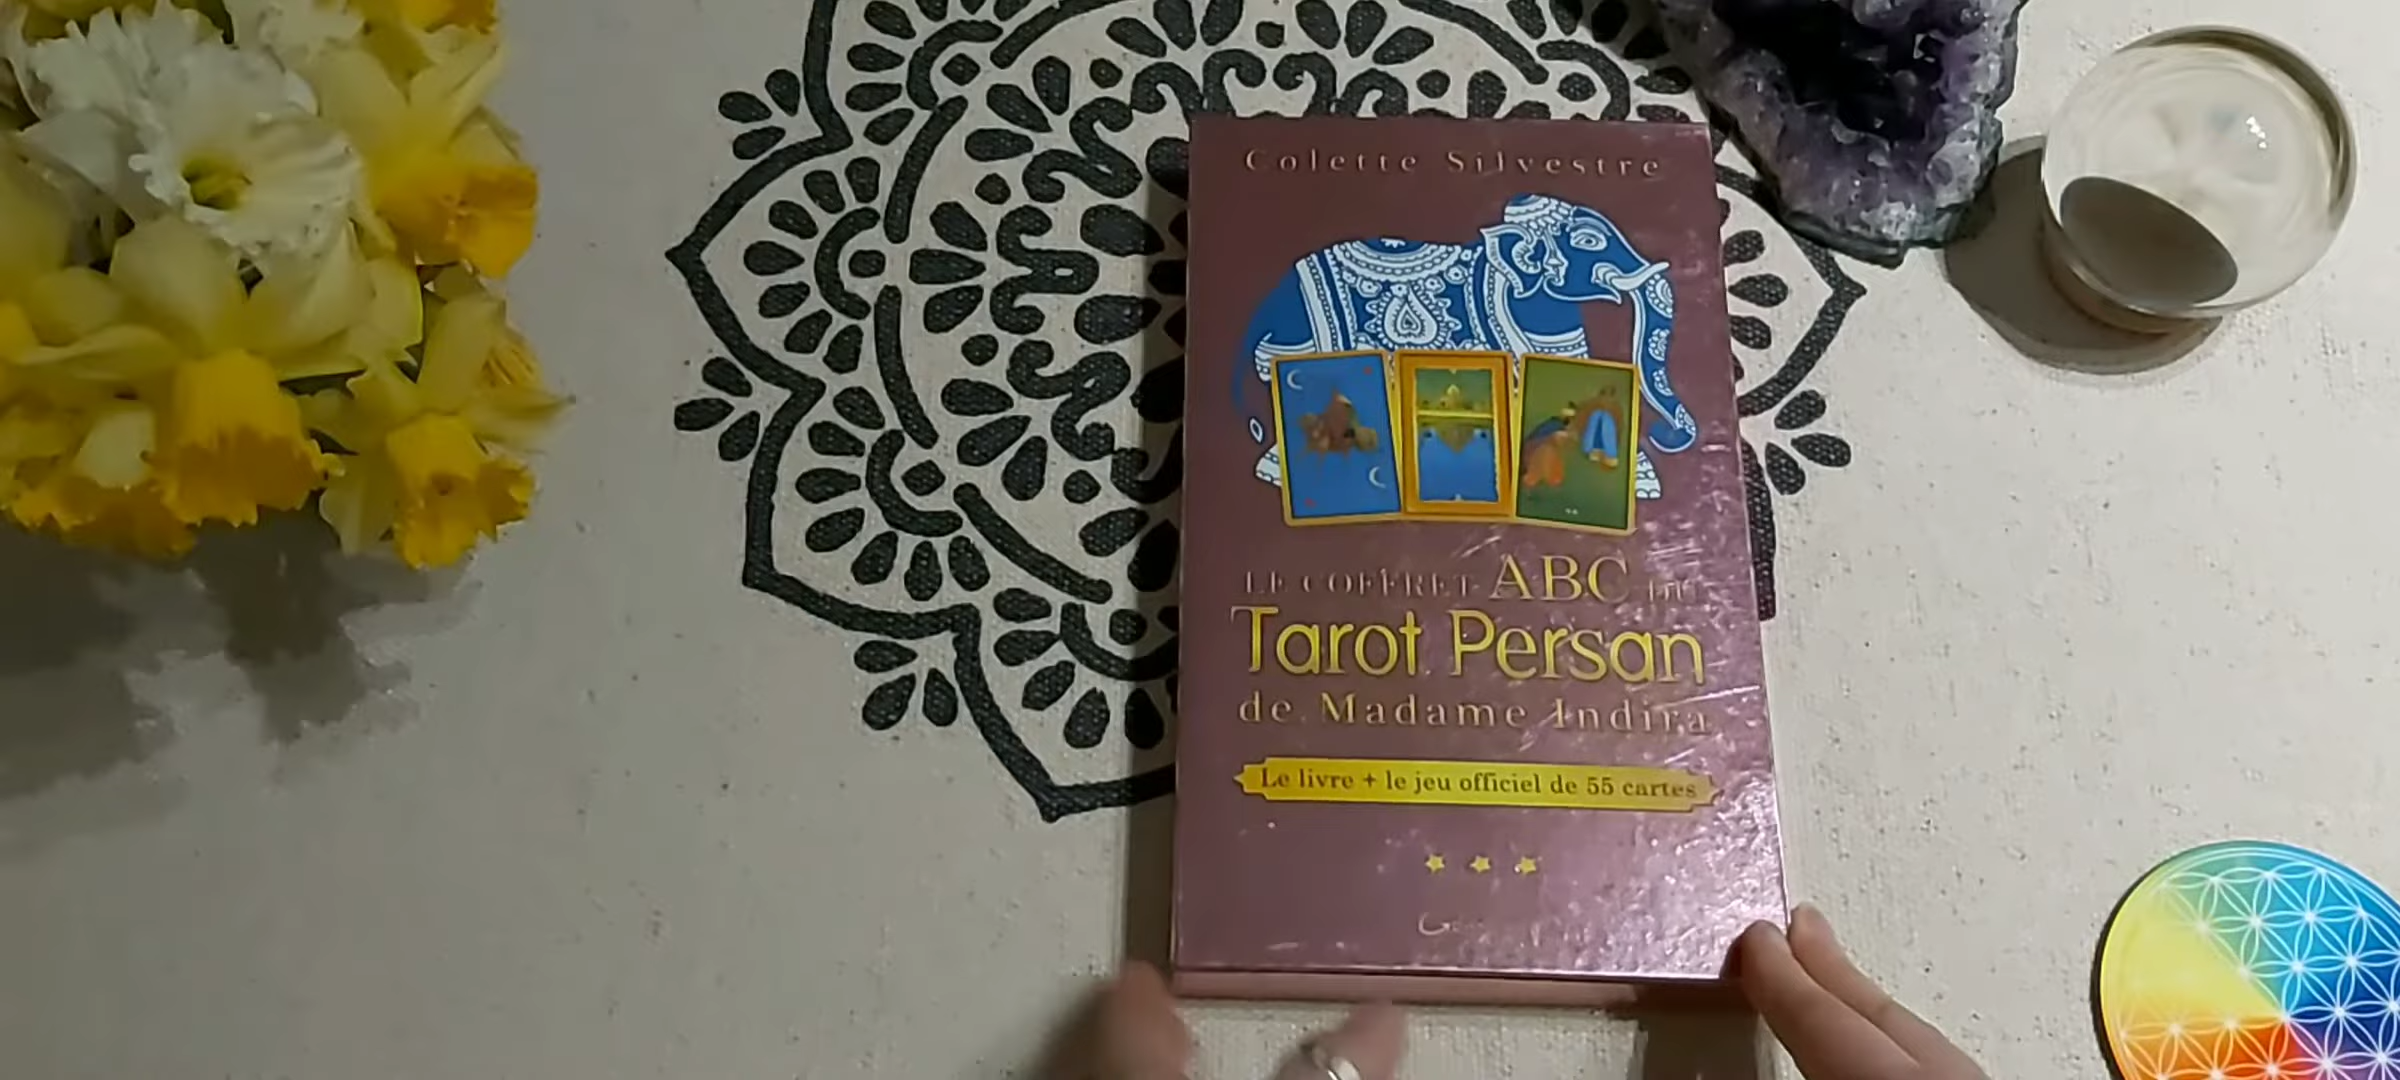 Colette Silvestre
LE COFFRET ABC DU
Tarot Persan
de Madame Indira
Le livre + le jeu officiel de 55 cartes